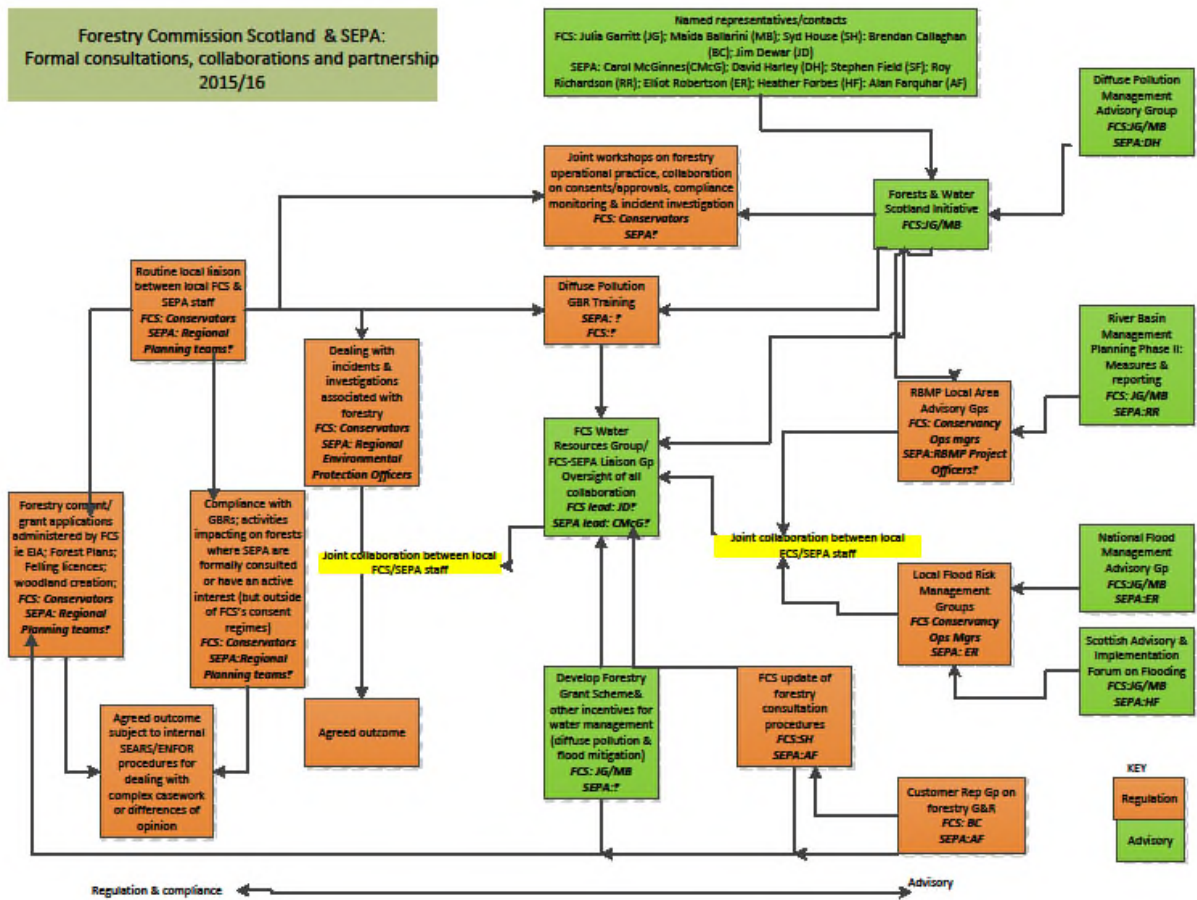 Forestry Commission Scotland & SEPA:
Formal consultations, collaborations and partnership
2015/16
Named representatives/contacts
FCS: Julia Garritt (JG); Maida Ballarini (MB); Syd House (SH): Brendan Callaghan
(BC); Jim Dewar (JD)
SEPA: Carol McGinnes(CMcG); David Harley (DH); Stephen Field (SF); Roy
Richardson (RR); Elliot Robertson (ER); Heather Forbes (HF): Alan Farquhar (AF)
Diffuse Pollution
Management
Advisory Group
FCS:JG/MB
SEPA:DH
Joint workshops on forestry
operational practice, collaboration
on consents/approvals, compliance
monitoring & incident investigation
FCS: Conservators
SEPA?
Forests & Water
Scotland Initiative
FCS:JG/MB
Routine local liaison
between local FCS &
SEPA staff
FCS: Conservators
SEPA: Regional
Planning teams?
Diffuse Pollution
GBR Training
SEPA: ?
FCS:?
River Basin
Management
Planning Phase II:
Measures &
reporting
FCS: JG/MB
SEPA:RR
Dealing with
incidents &
investigations
associated with
forestry
FCS: Conservators
SEPA: Regional
Environmental
Protection Officers
RBMP Local Area
Advisory Gps
FCS: Conservancy
Ops mgrs
SEPA:RBMP Project
Officers?
FCS Water
Resources Group/
FCS-SEPA Liaison Gp
Oversight of all
collaboration
FCS lead: JD?
SEPA lead: CMcG?
Forestry consent/
grant applications
administered by FCS
ie EIA; Forest Plans;
Felling licences;
woodland creation;
FCS: Conservators
SEPA: Regional
Planning teams?
Compliance with
GBRs; activities
impacting on forests
where SEPA are
formally consulted
or have an active
interest (but outside
of FCS's consent
regimes)
FCS: Conservators
SEPA:Regional
Planning teams?
Joint collaboration between local
FCS/SEPA staff
Joint collaboration between local
FCS/SEPA staff
National Flood
Management
Advisory Gp
FCS:JG/MB
SEPA:ER
Local Flood Risk
Management
Groups
FCS Conservancy
Ops Mgrs
SEPA: ER
Scottish Advisory &
Implementation
Forum on Flooding
FCS:JG/MB
SEPA:HF
Agreed outcome
subject to internal
SEARS/ENFOR
procedures for
dealing with
complex casework
or differences of
opinion
Agreed outcome
Develop Forestry
Grant Scheme&
other incentives for
water management
(diffuse pollution &
flood mitigation)
FCS: JG/MB
SEPA:?
FCS update of
forestry
consultation
procedures
FCS:SH
SEPA:AF
Customer Rep Gp on
forestry G&R
FCS: BC
SEPA:AF
KEY
Regulation
Advisory
Regulation & compliance
Advisory